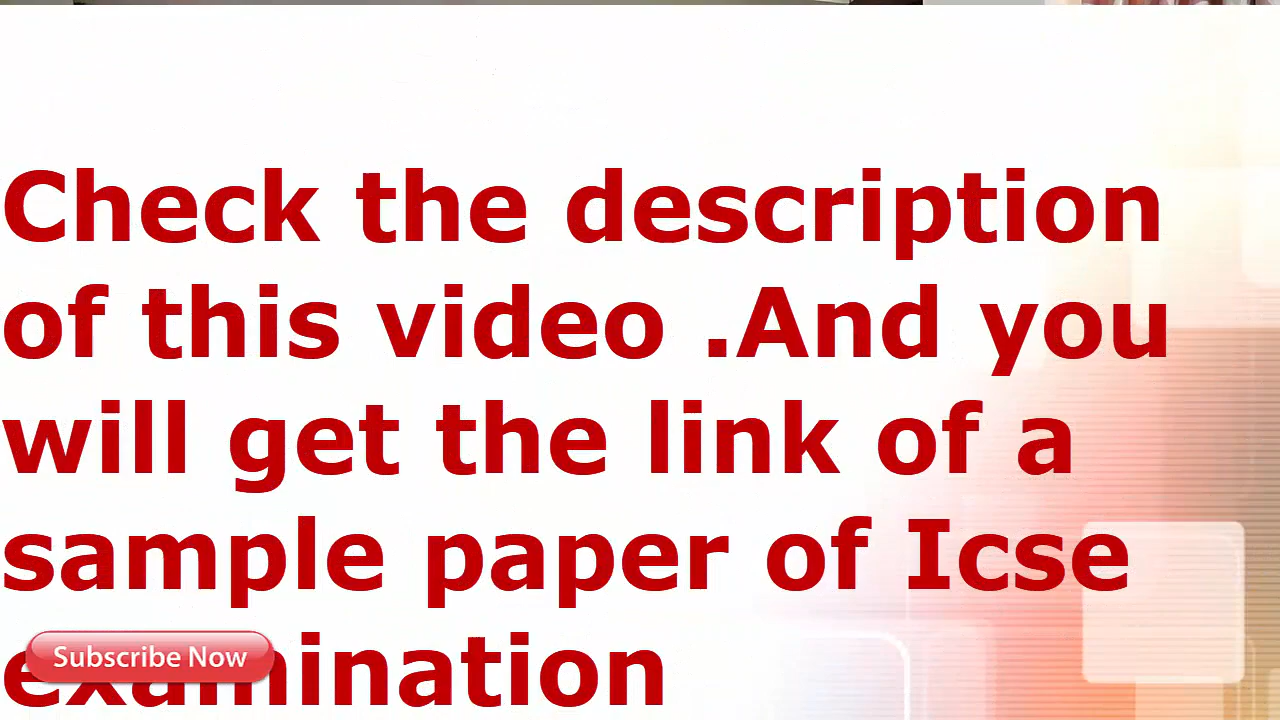 Check the description
of this video .And you
will get the link of a
sample paper of Icse
examination
Subscribe Now